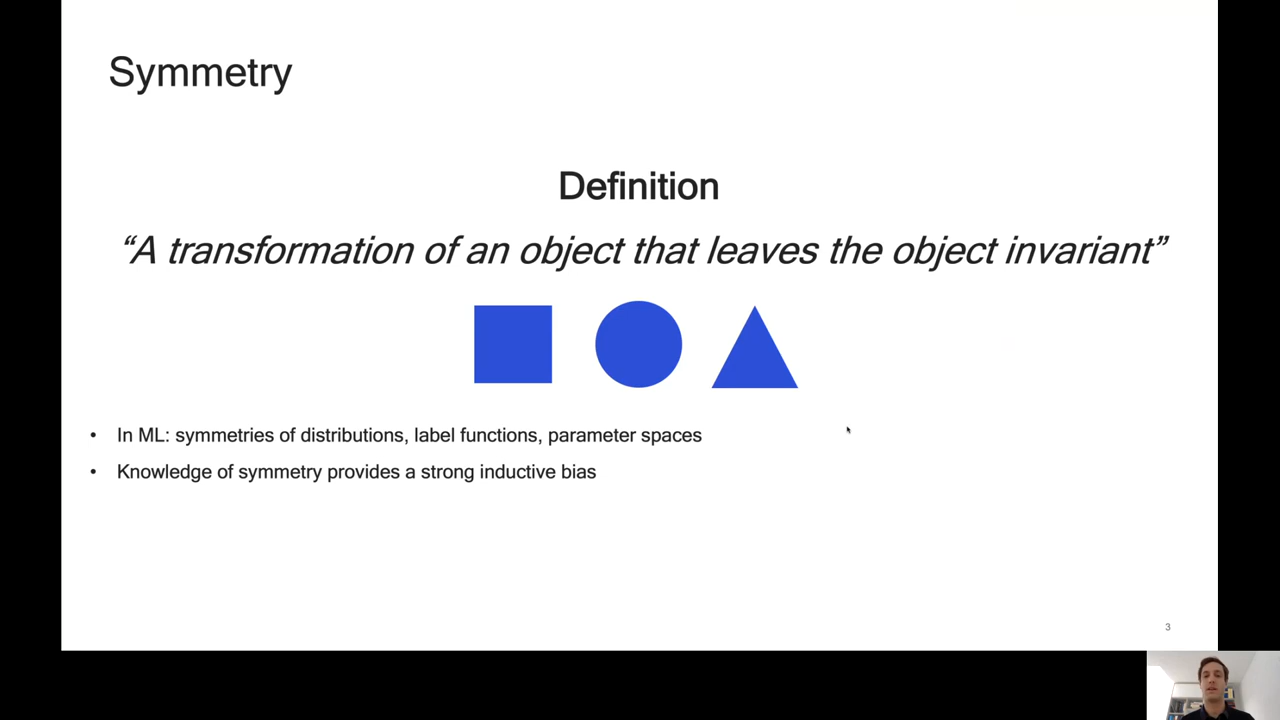 Symmetry
Definition
“A transformation of an object that leaves the object invariant”
• In ML: symmetries of distributions, label functions, parameter spaces
• Knowledge of symmetry provides a strong inductive bias
3